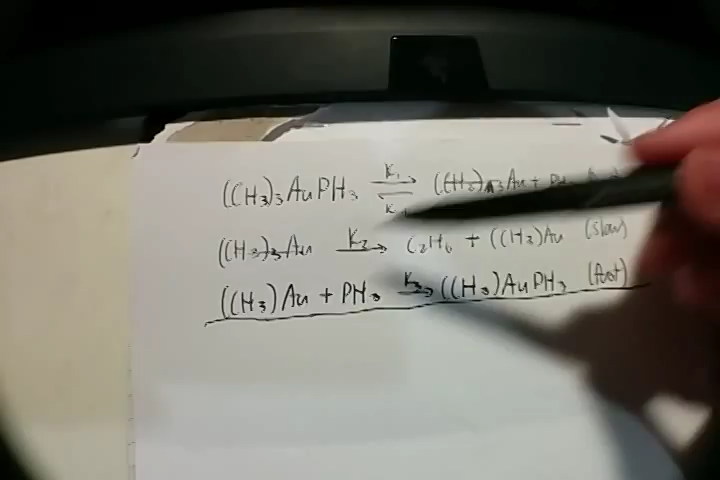 (CH₃)₃AuPH₃ ⇌ K₁ K₋₁ (CH₃)₃Au +
(CH₃)₃Au →K₂ C₂H₆ + (CH₃)Au (slow)
(CH₃)Au + PH₃ →K₃ (CH₃)AuPH₃ (fast)